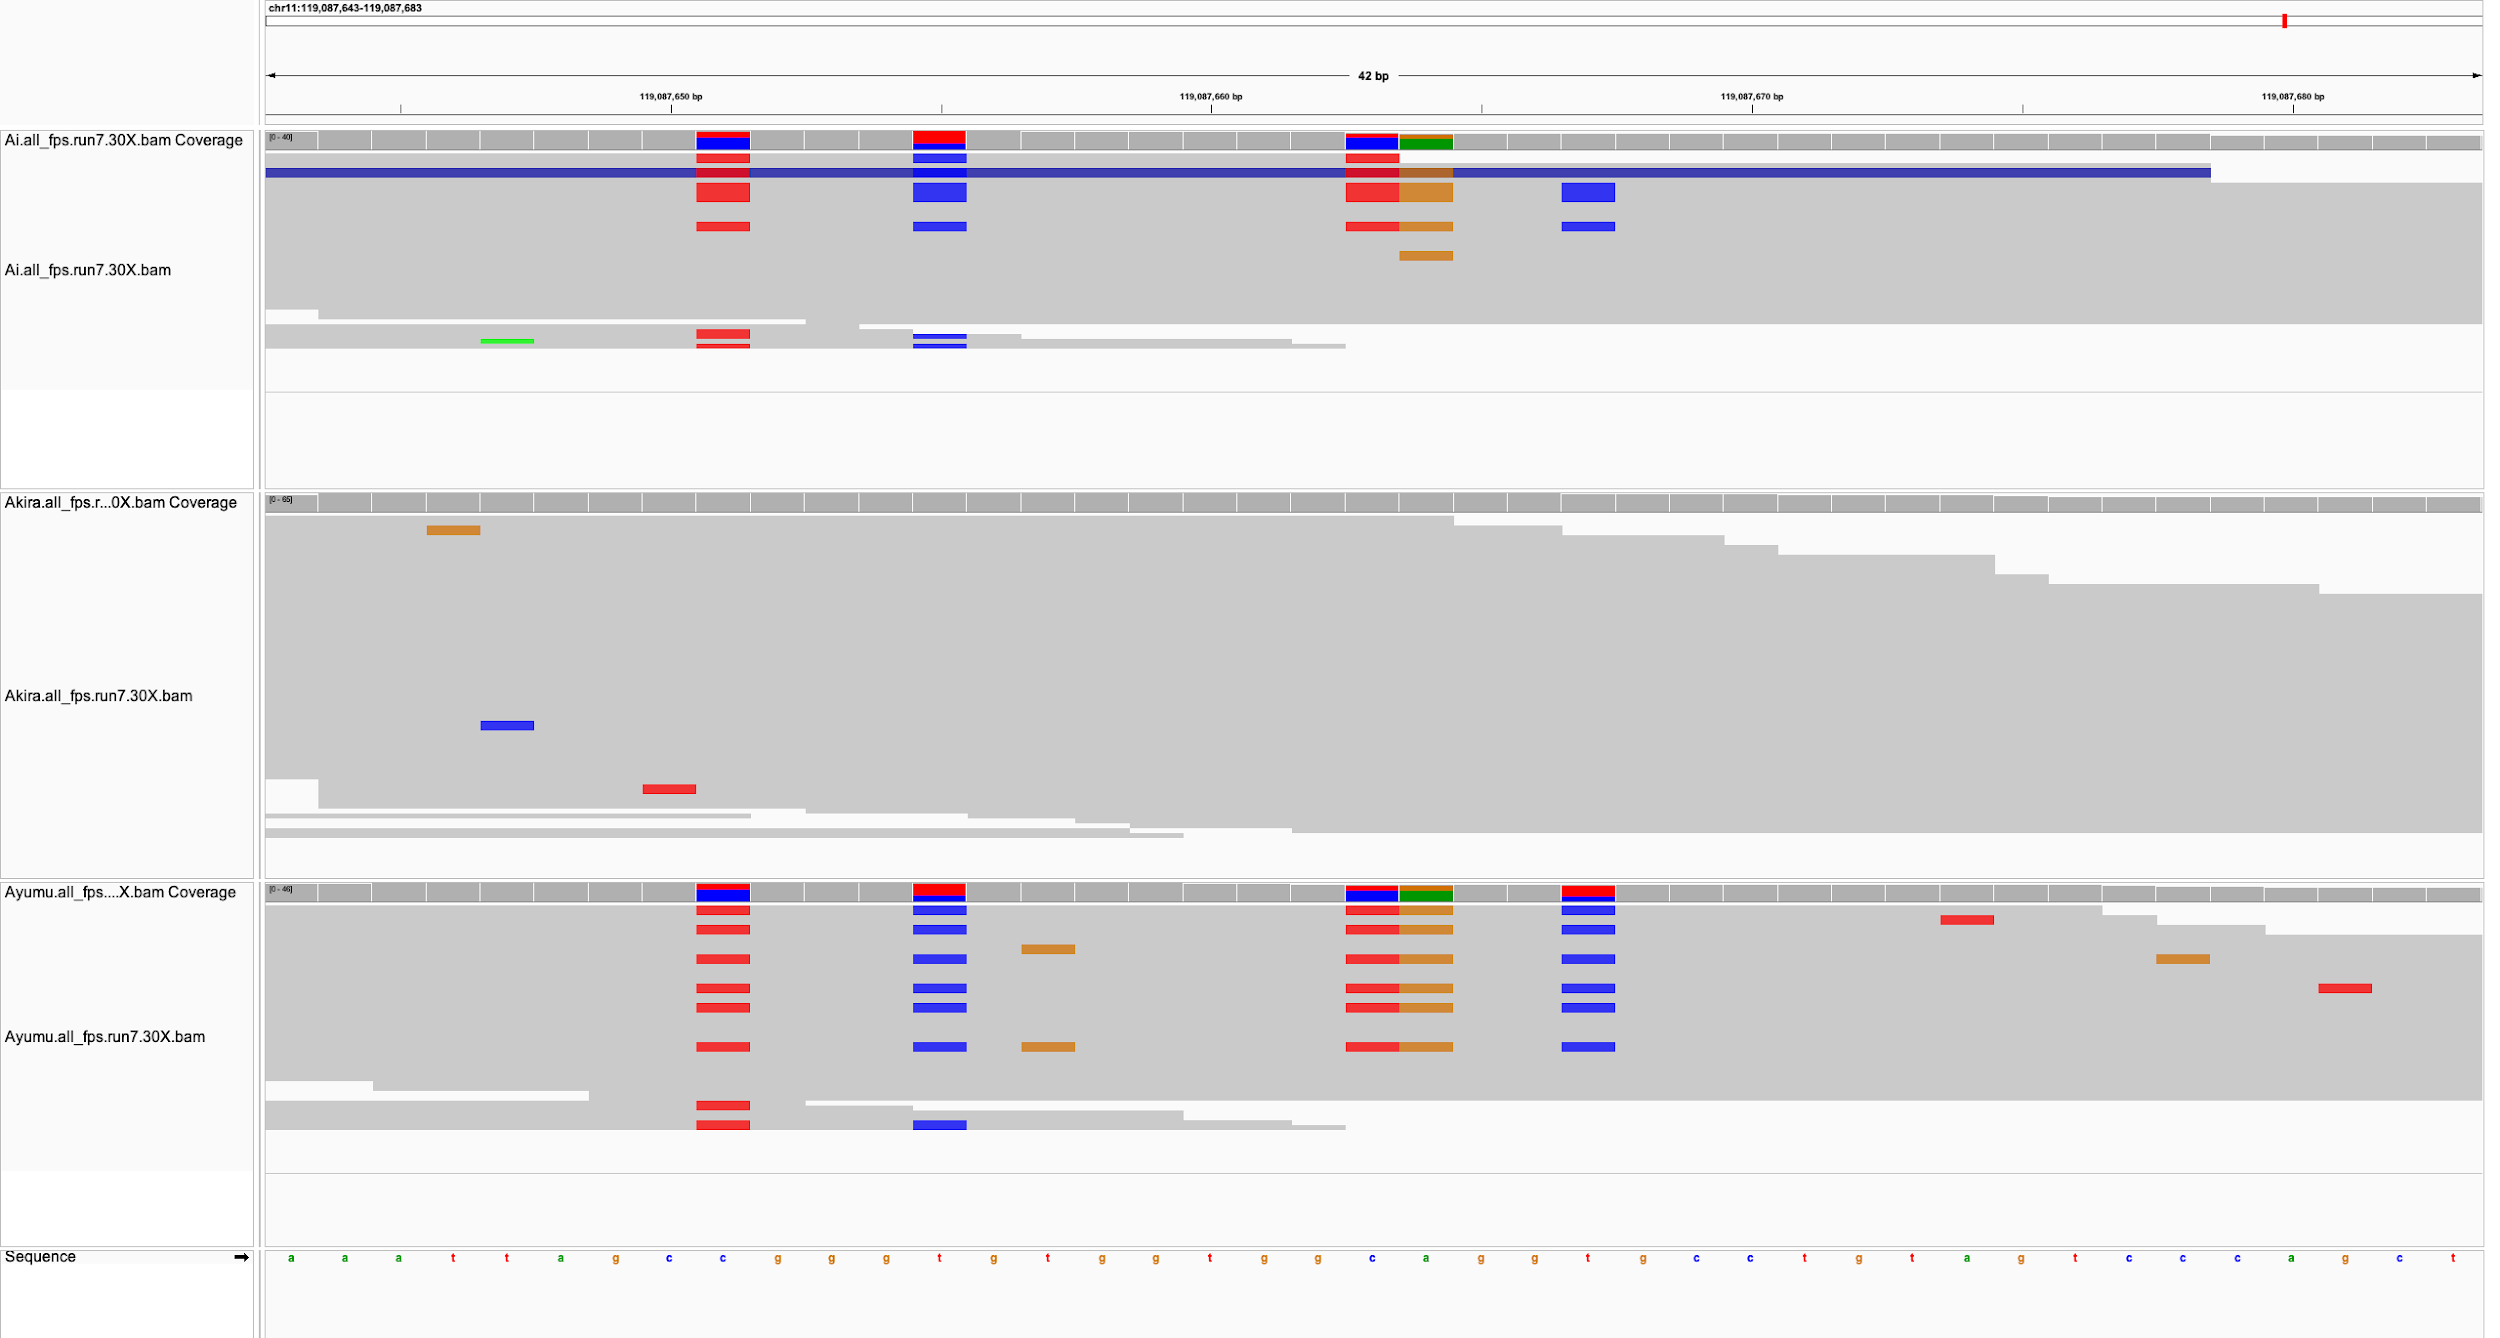 chr11:119,087,643-119,087,683
42 bp
119,087,650 bp 119,087,660 bp 119,087,670 bp 119,087,680 bp
Ai.all_fps.run7.30X.bam Coverage
[0 - 40]
Ai.all_fps.run7.30X.bam
Akira.all_fps.r...0X.bam Coverage
[0 - 65]
Akira.all_fps.run7.30X.bam
Ayumu.all_fps....X.bam Coverage
[0 - 46]
Ayumu.all_fps.run7.30X.bam
Sequence a a a t t a g c c g g g t g t g g t g g c a g g t g c c t g t a g t c c c a g c t